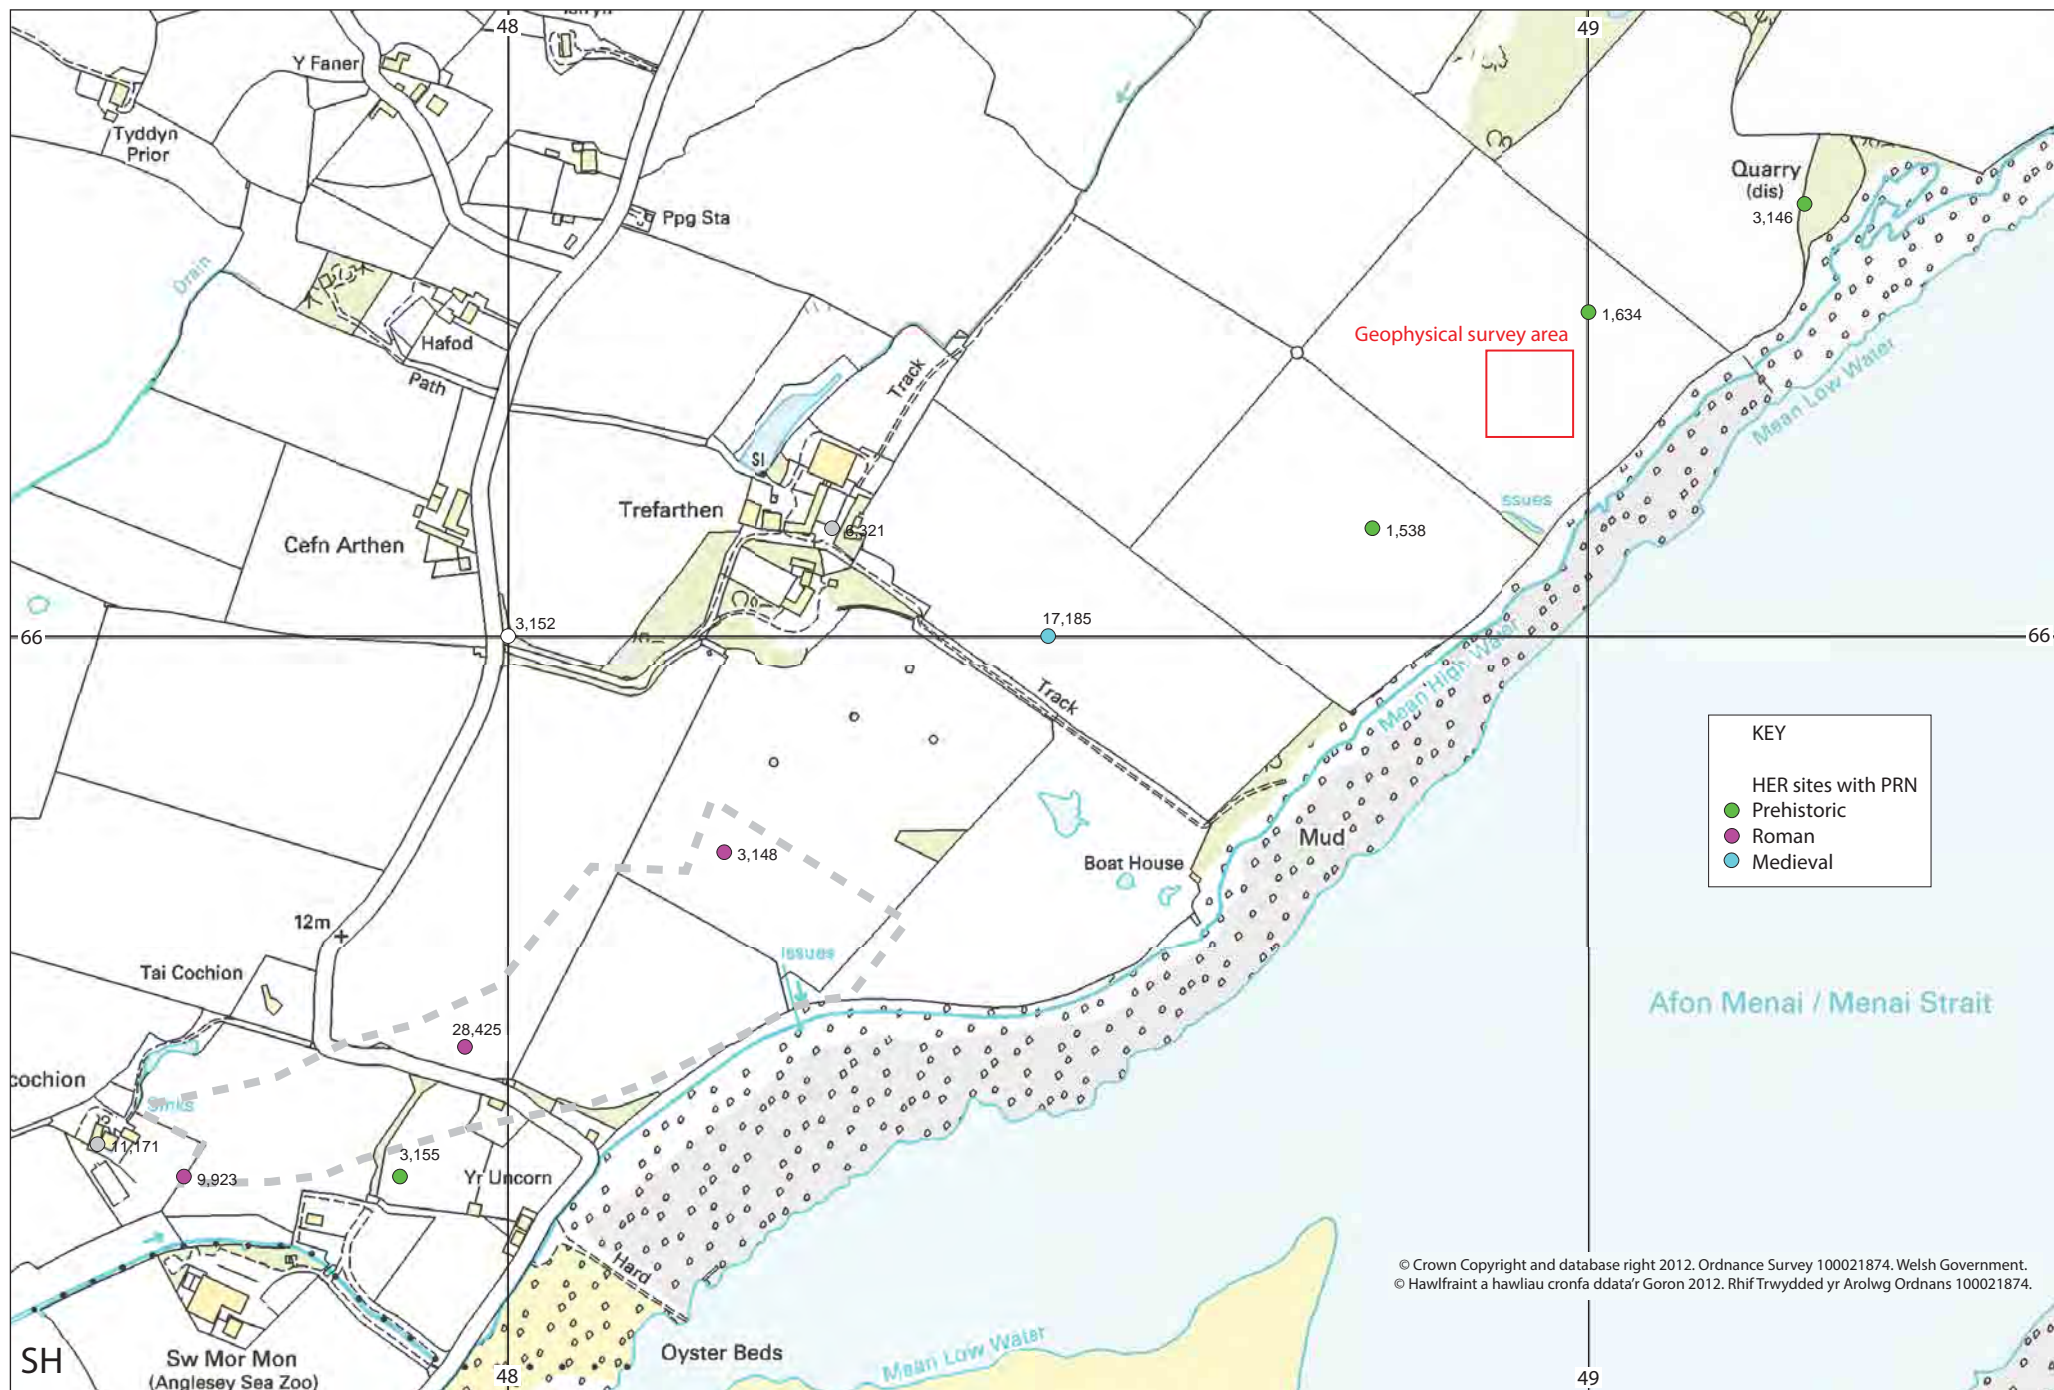 48
49
Y Faner
Tyddyn
Prior
Ppg Sta
Quarry
(dis)
3,146
Drain
1,634
Geophysical survey area
Hafod
Path
Track
Mean Low Water
SI
Trefarthen
6,321
Cefn Arthen
ssues
1,538
66
3,152
17,185
66
Mean High Water
Track
KEY
HER sites with PRN
Prehistoric
Roman
Medieval
3,148
Mud
Boat House
12m
issues
Tai Cochion
Afon Menai / Menai Strait
28,425
cochion
Sinks
11,171
3,155
9,923
Yr Uncorn
Hard
© Crown Copyright and database right 2012. Ordnance Survey 100021874. Welsh Government.
© Hawlfraint a hawliau cronfa ddata'r Goron 2012. Rhif Trwydded yr Arolwg Ordnans 100021874.
SH
Sw Mor Mon
(Anglesey Sea Zoo)
Oyster Beds
Mean Low Water
48
49